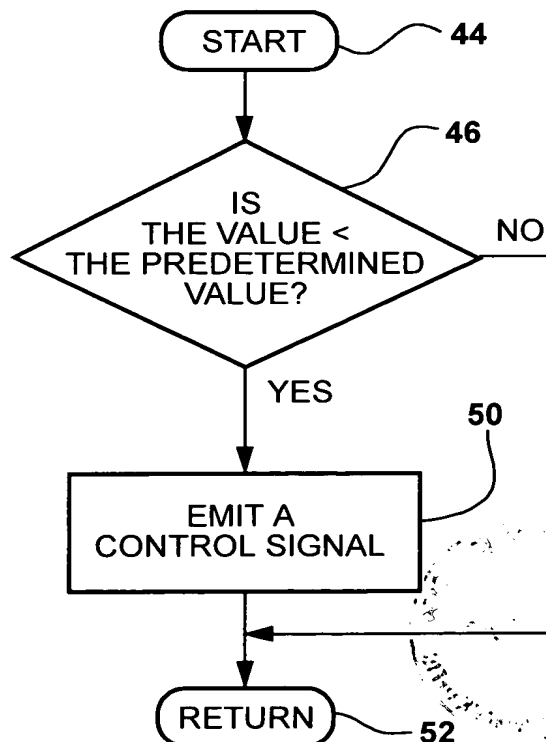 START
44
46
IS
THE VALUE <
THE PREDETERMINED
VALUE?
NO
YES
50
EMIT A
CONTROL SIGNAL
RETURN
52